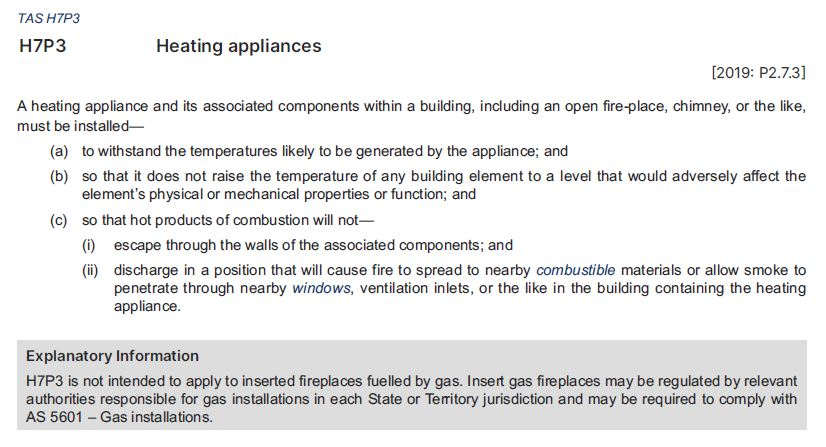 TAS H7P3
H7P3 Heating appliances
[2019: P2.7.3]
A heating appliance and its associated components within a building, including an open fire-place, chimney, or the like,
must be installed—
(a) to withstand the temperatures likely to be generated by the appliance; and
(b) so that it does not raise the temperature of any building element to a level that would adversely affect the
element's physical or mechanical properties or function; and
(c) so that hot products of combustion will not—
(i) escape through the walls of the associated components; and
(ii) discharge in a position that will cause fire to spread to nearby combustible materials or allow smoke to
penetrate through nearby windows, ventilation inlets, or the like in the building containing the heating
appliance.
Explanatory Information
H7P3 is not intended to apply to inserted fireplaces fuelled by gas. Insert gas fireplaces may be regulated by relevant
authorities responsible for gas installations in each State or Territory jurisdiction and may be required to comply with
AS 5601 – Gas installations.